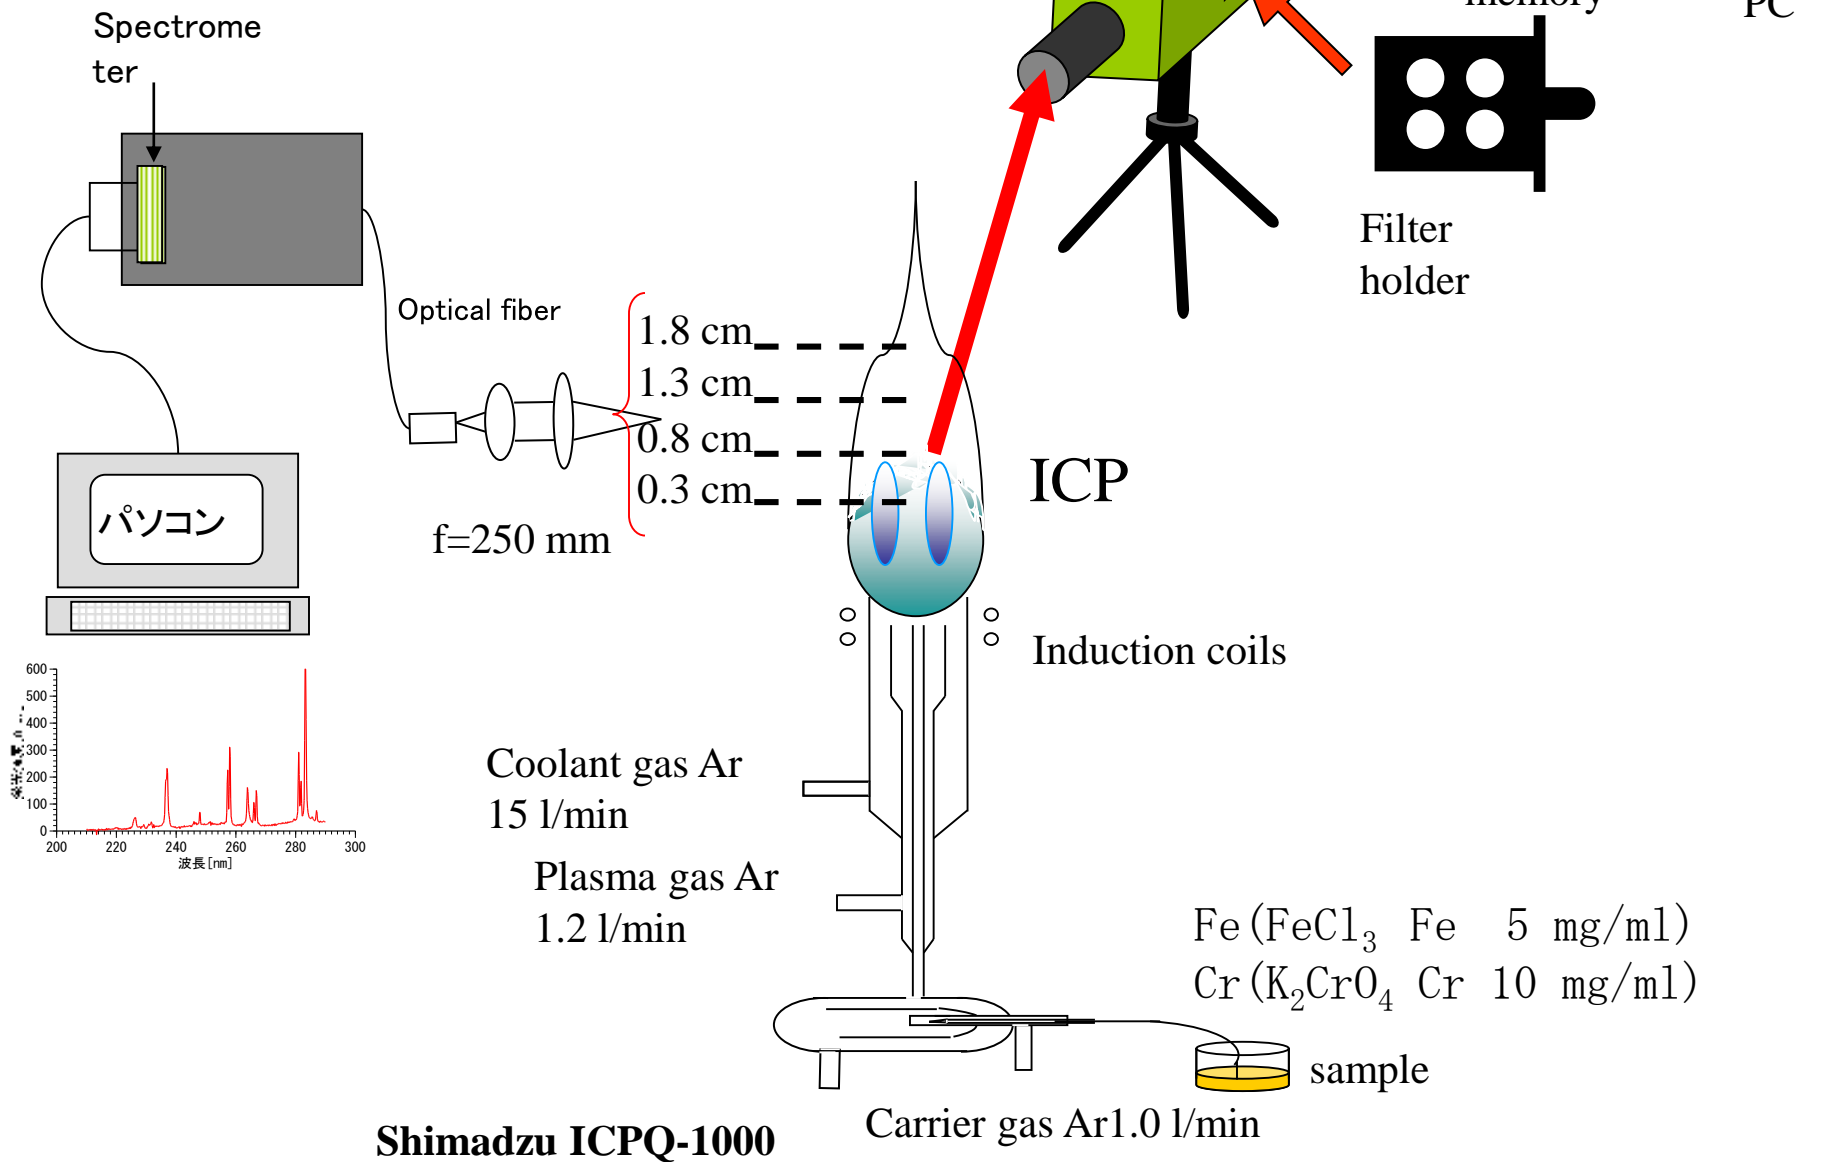 memory
PC
Spectrome
ter
Filter
holder
Optical fiber
1.8 cm
1.3 cm
0.8 cm
0.3 cm
ICP
f=250 mm
パソコン
Induction coils
600
500
400
300
200
100
0
200 220 240 260 280 300
波長[nm]
Coolant gas Ar
15 l/min
Plasma gas Ar
1.2 l/min
Fe(FeCl₃ Fe 5 mg/ml)
Cr(K₂CrO₄ Cr 10 mg/ml)
sample
Carrier gas Ar1.0 l/min
Shimadzu ICPQ-1000